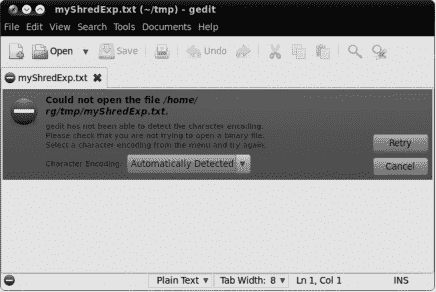 myShredExp.txt (~/tmp) - gedit
File Edit View Search Tools Documents Help
Open Save Undo
myShredExp.txt
Could not open the file /home/
rg/tmp/myShredExp.txt.
gedit has not been able to detect the character encoding.
Please check that you are not trying to open a binary file.
Select a character encoding from the menu and try again.
Character Encoding: Automatically Detected
Retry
Cancel
Plain Text Tab Width: 8 Ln 1, Col 1 INS